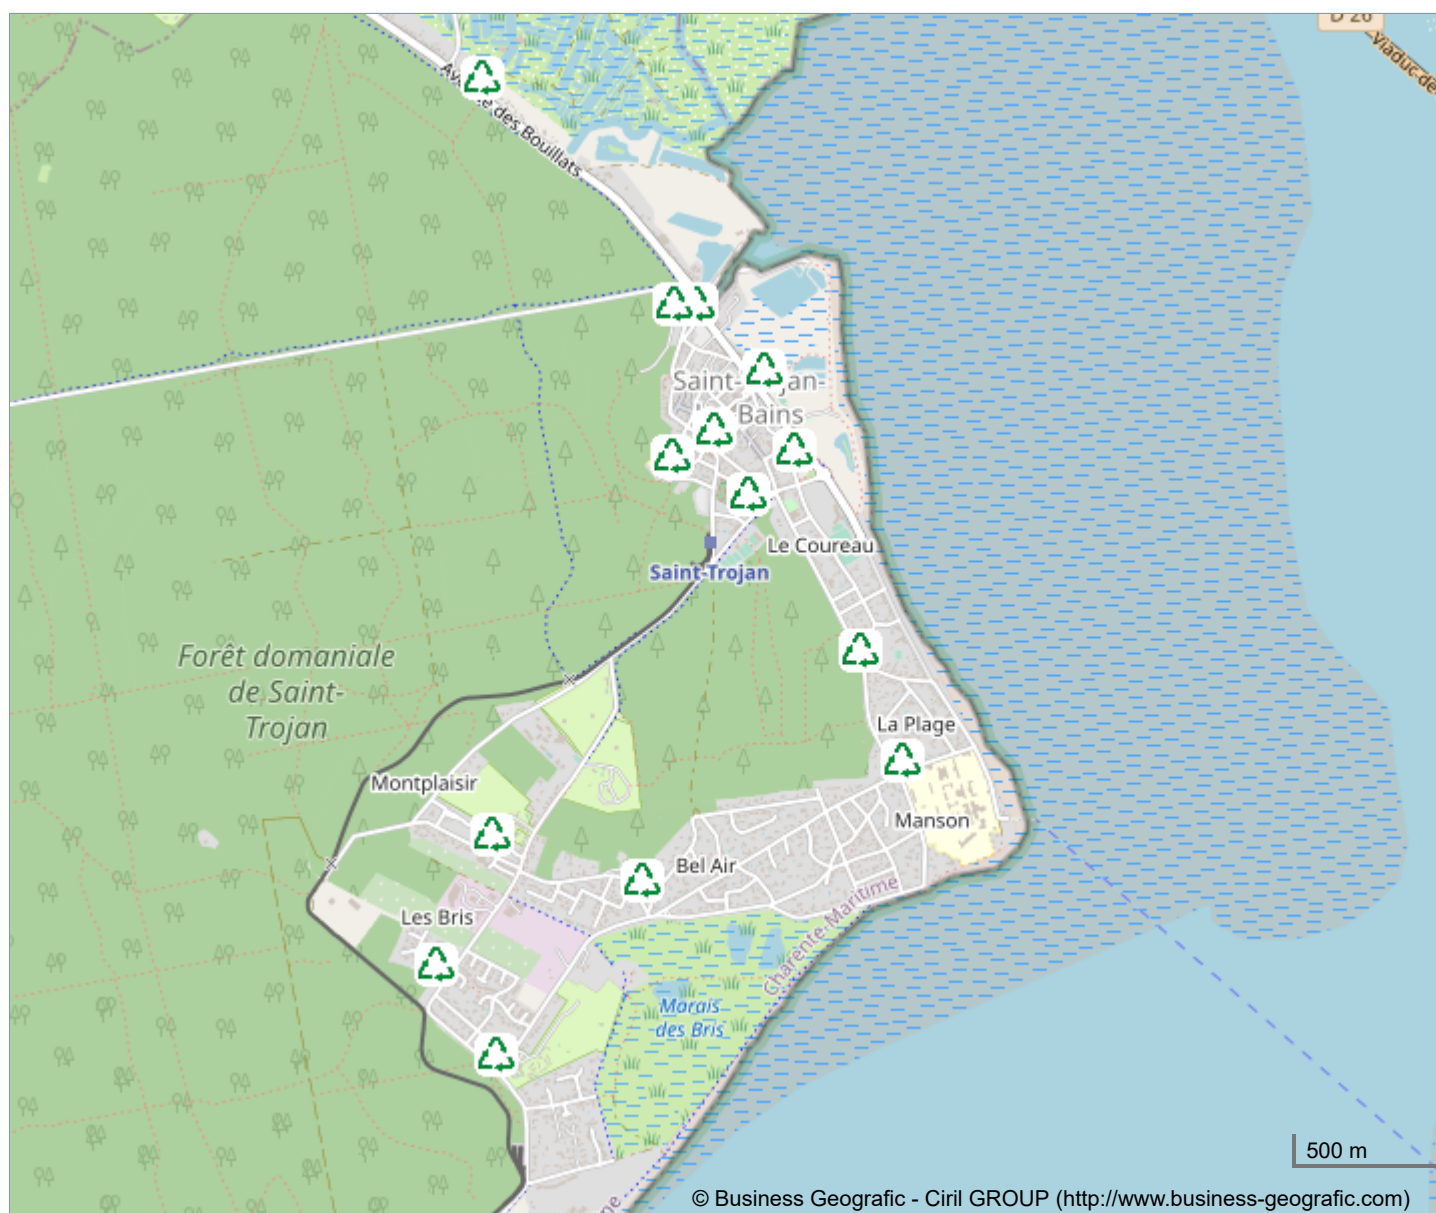 D 26
Viaduc-de
des Bouillats
Saint- an-
Bains
Le Coureau
Saint-Trojan
Forêt domaniale
de Saint-
Trojan
La Plage
Montplaisir
Manson
Bel Air
Charente-Maritime
Les Bris
Marais
des Bris
500 m
© Business Geografic - Ciril GROUP (http://www.business-geografic.com)